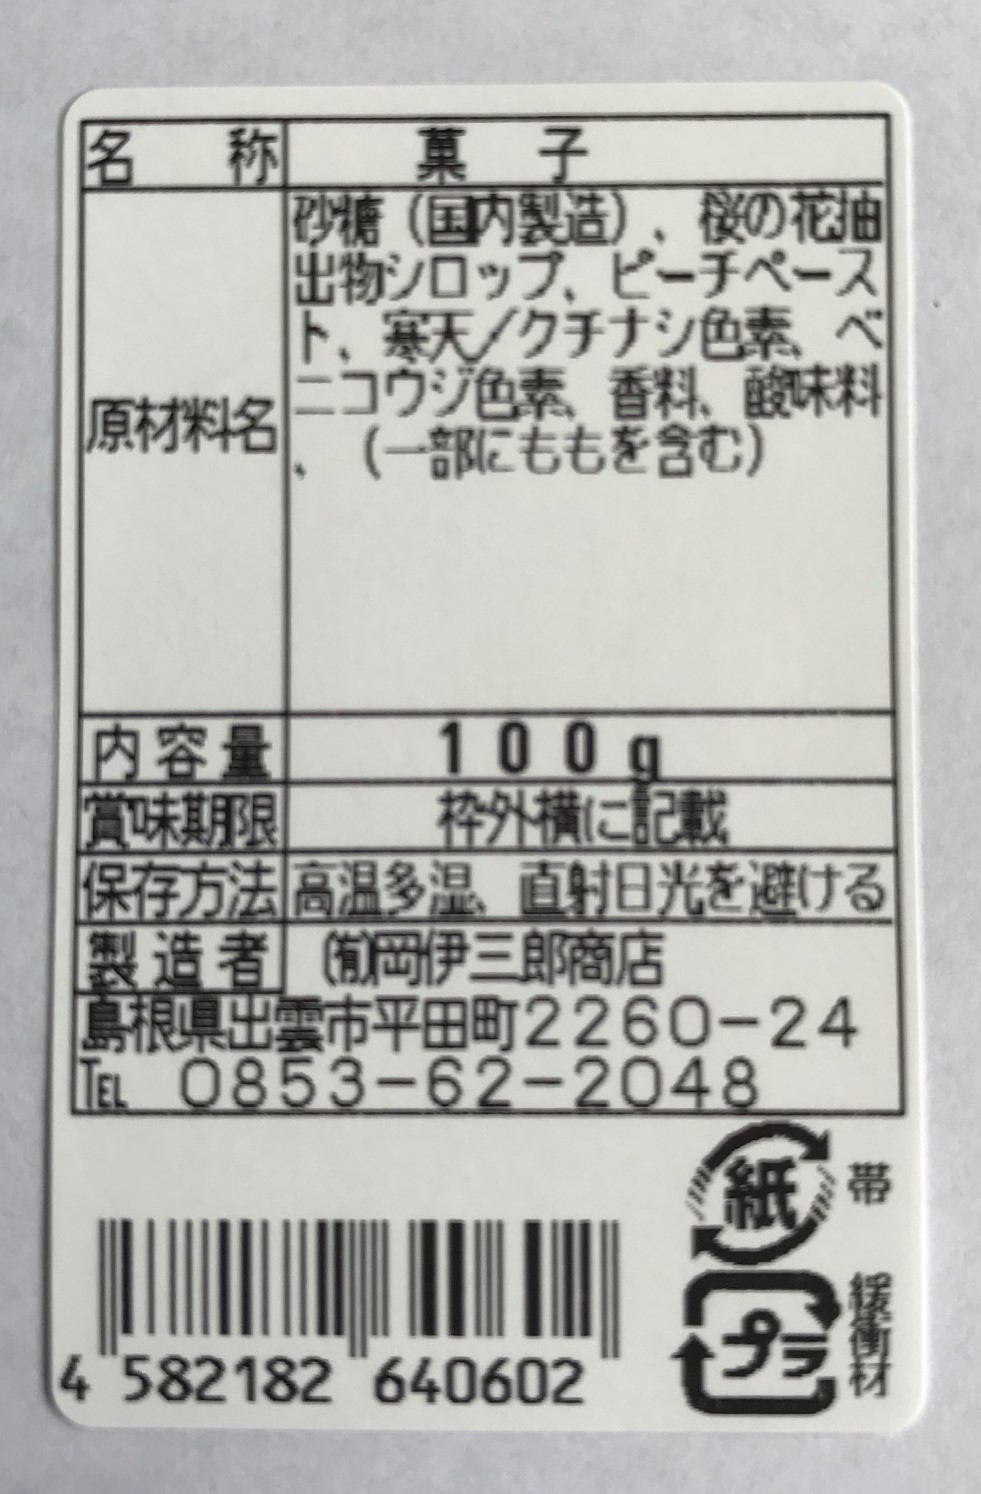 名称 菓子
原材料名
砂糖（国内製造）、桜の花抽
出物シロップ、ピーチペース
ト、寒天／クチナシ色素、ベ
ニコウジ色素、香料、酸味料
、（一部にももを含む）
内容量 100g
賞味期限 枠外横に記載
保存方法 高温多湿、直射日光を避ける
製造者 ㈲岡伊三郎商店
島根県出雲市平田町2260-24
TEL 0853-62-2048
紙 帯
プラ 緩衝材
4 582182 640602